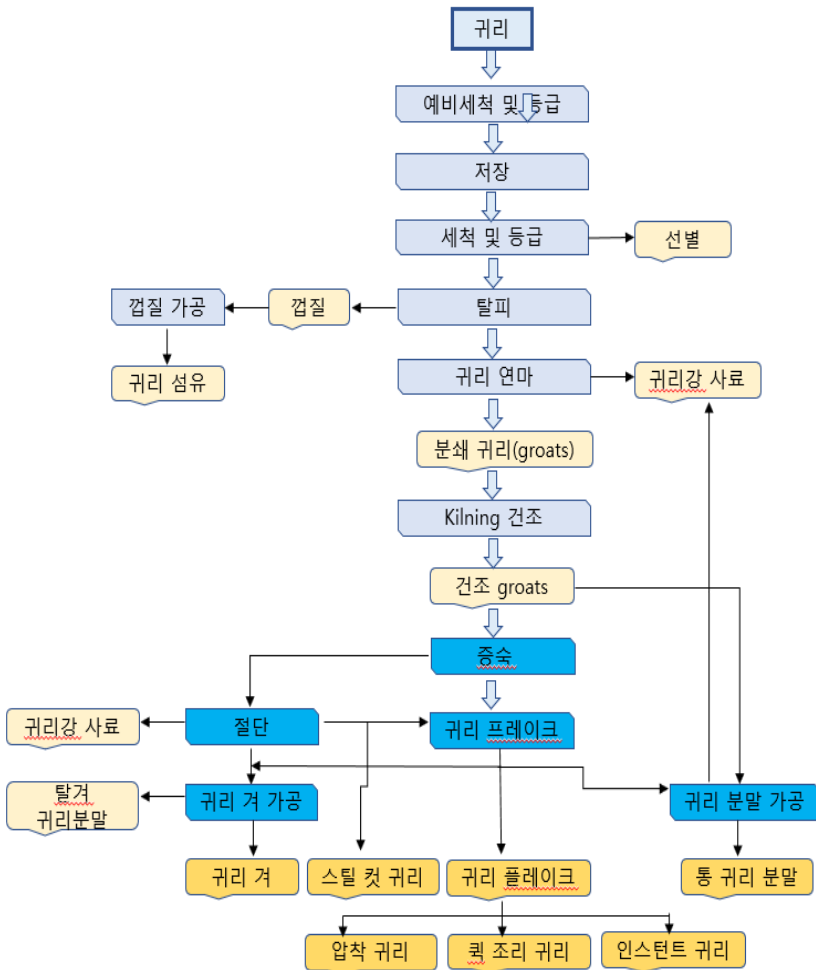 귀리
예비세척 및 등급
저장
세척 및 등급
선별
껍질 가공
껍질
탈피
귀리 섬유
귀리 연마
귀리강 사료
분쇄 귀리(groats)
Kilning 건조
건조 groats
증숙
귀리강 사료
절단
귀리 프레이크
탈겨
귀리분말
귀리 겨 가공
귀리 분말 가공
귀리 겨
스틸 컷 귀리
귀리 플레이크
통 귀리 분말
압착 귀리
퀵 조리 귀리
인스턴트 귀리